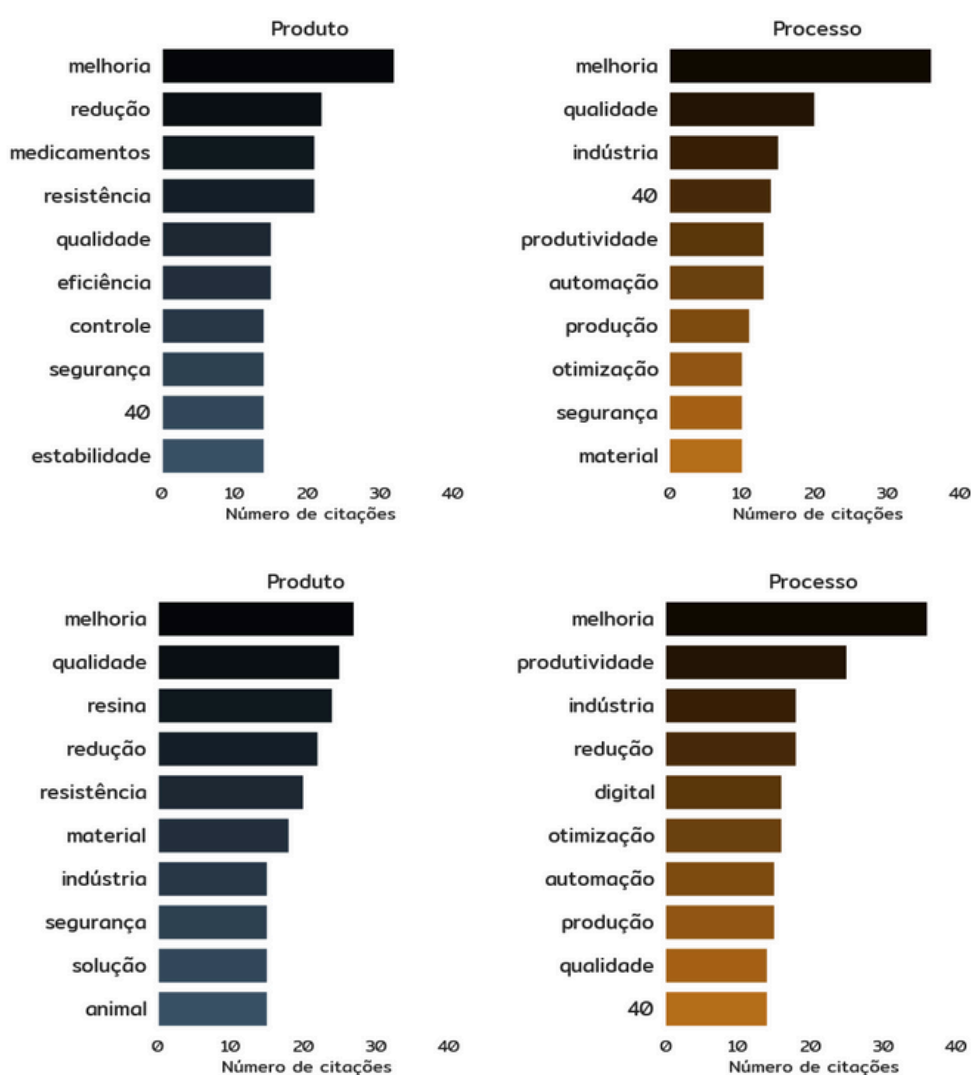 Produto
melhoria
redução
medicamentos
resistência
qualidade
eficiência
controle
segurança
40
estabilidade
0 10 20 30 40
Número de citações
Processo
melhoria
qualidade
indústria
40
produtividade
automação
produção
otimização
segurança
material
0 10 20 30 40
Número de citações
Produto
melhoria
qualidade
resina
redução
resistência
material
indústria
segurança
solução
animal
0 10 20 30 40
Número de citações
Processo
melhoria
produtividade
indústria
redução
digital
otimização
automação
produção
qualidade
40
0 10 20 30 40
Número de citações